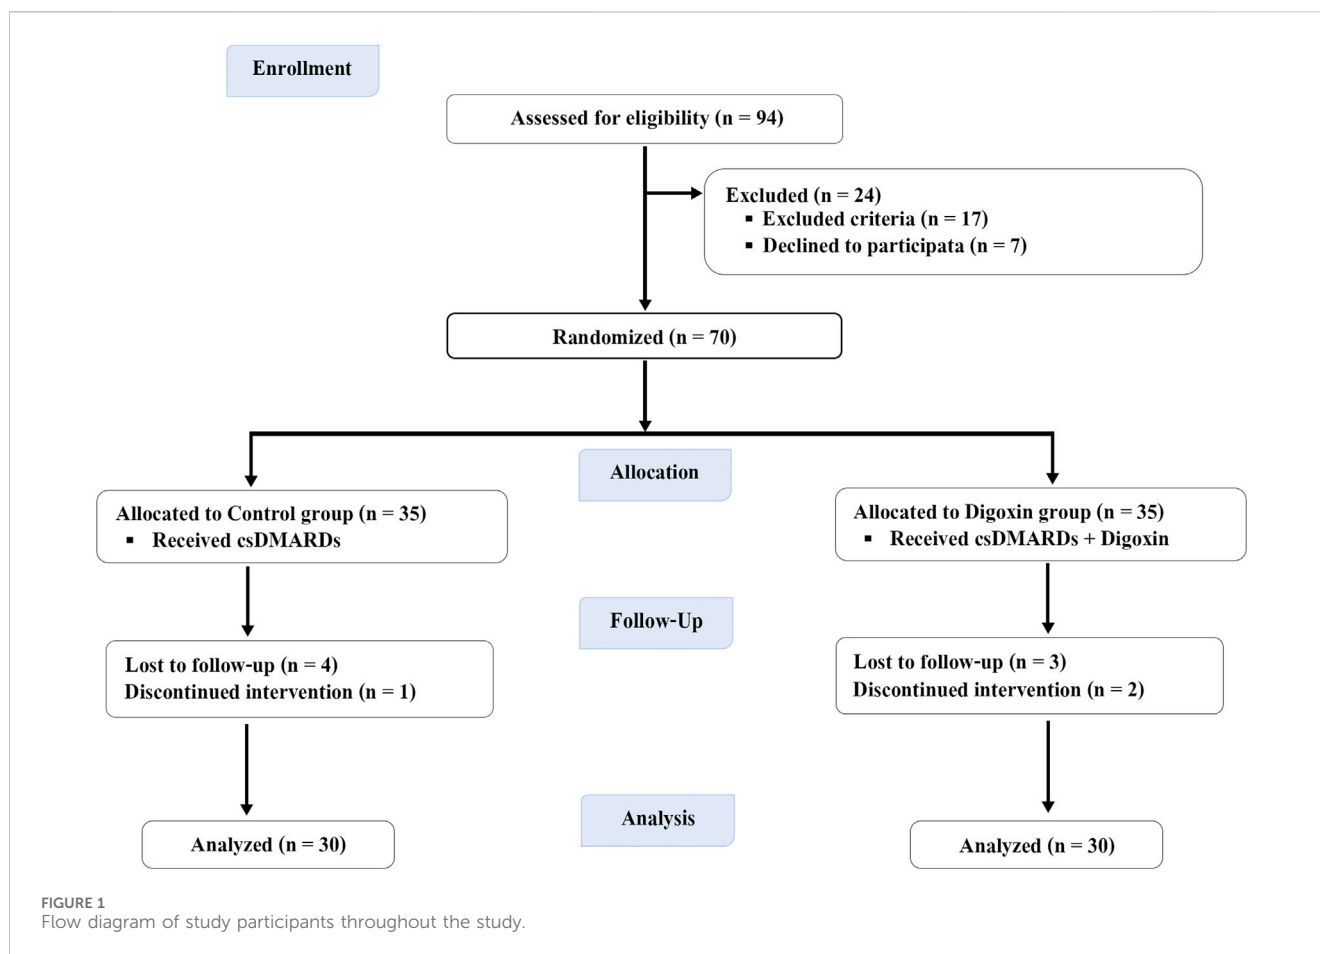 Enrollment
Assessed for eligibility (n = 94)
Excluded (n = 24)
▪ Excluded criteria (n = 17)
▪ Declined to participata (n = 7)
Randomized (n = 70)
Allocation
Allocated to Control group (n = 35)
▪ Received csDMARDs
Allocated to Digoxin group (n = 35)
▪ Received csDMARDs + Digoxin
Follow-Up
Lost to follow-up (n = 4)
Discontinued intervention (n = 1)
Lost to follow-up (n = 3)
Discontinued intervention (n = 2)
Analysis
Analyzed (n = 30)
Analyzed (n = 30)
FIGURE 1
Flow diagram of study participants throughout the study.